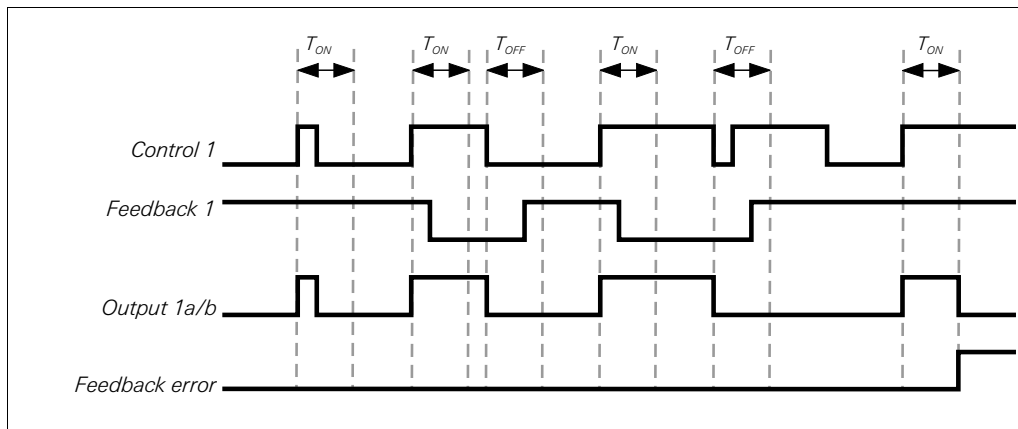 TON TON TOFF TON TOFF TON
Control 1
Feedback 1
Output 1a/b
Feedback error